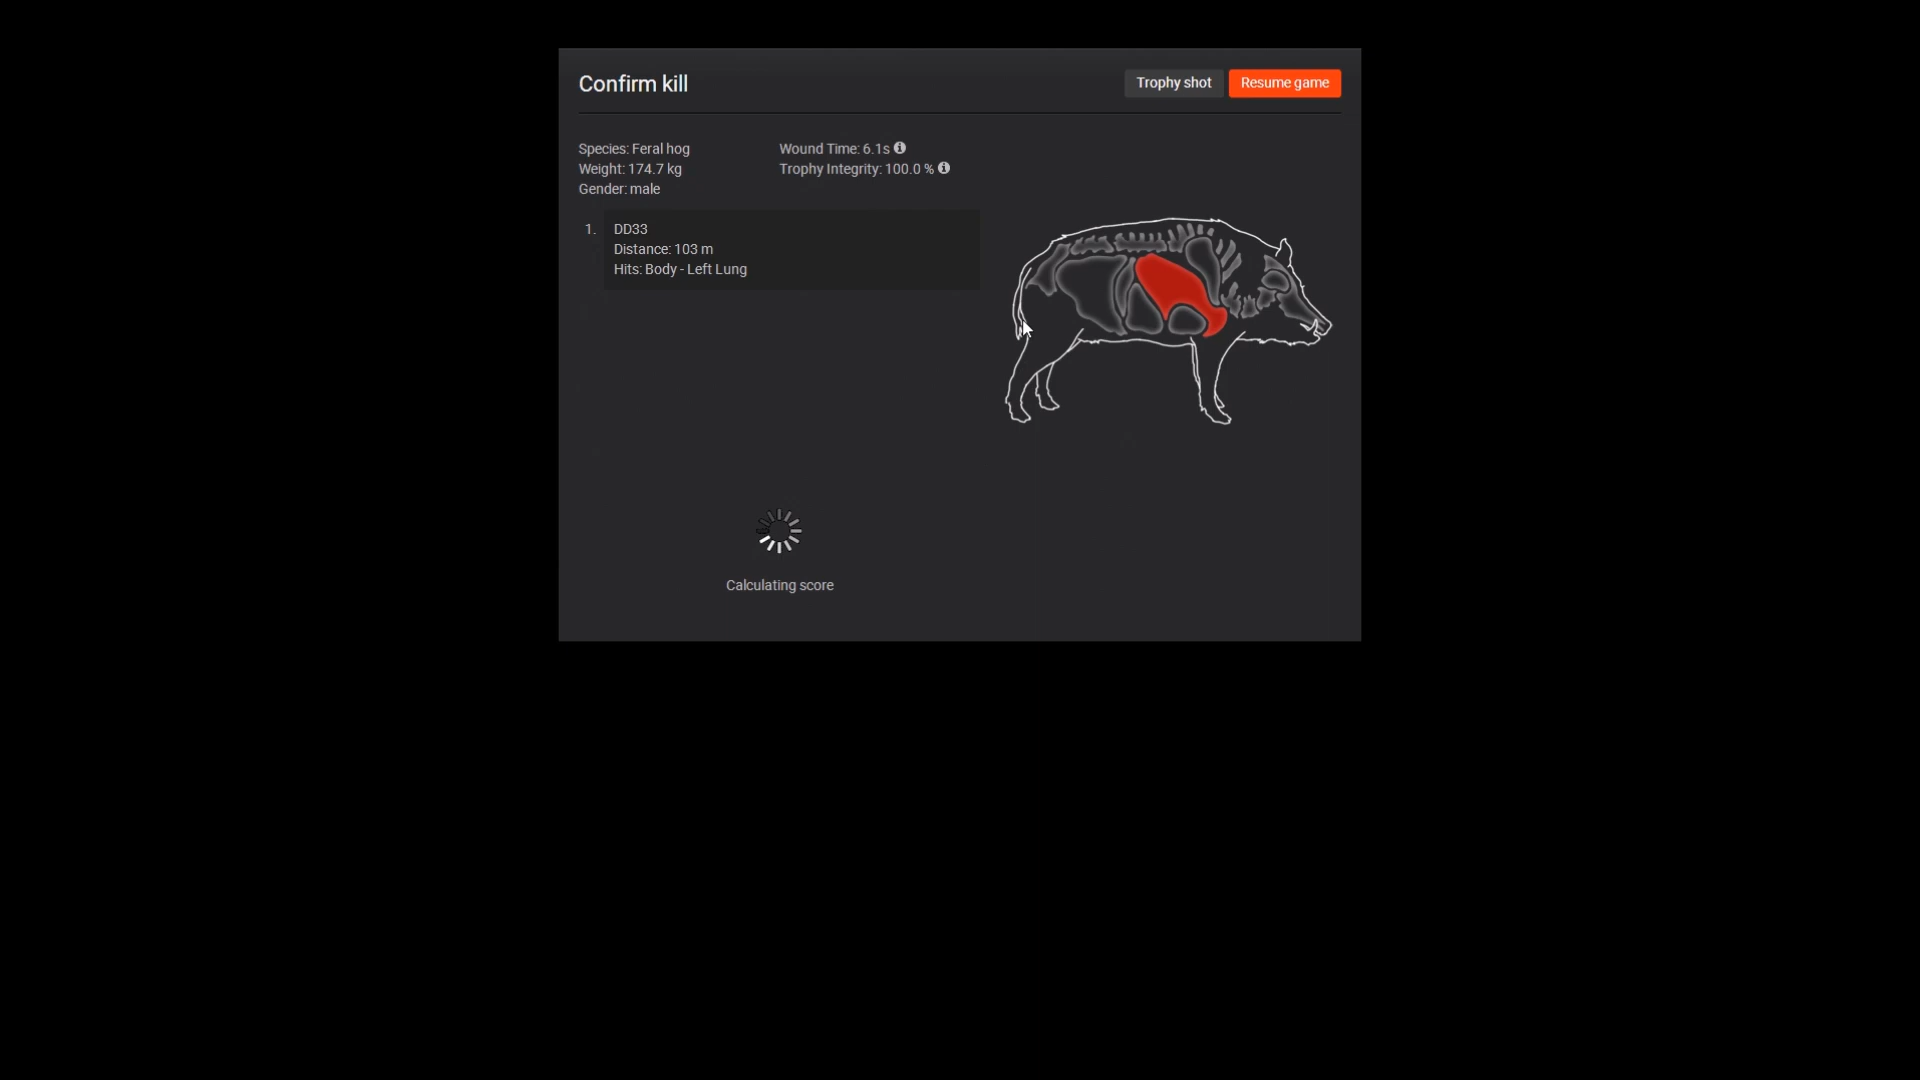 Confirm kill
Trophy shot
Resume game
Species: Feral hog
Weight: 174.7 kg
Gender: male
Wound Time: 6.1s
Trophy Integrity: 100.0 %
1. DD33
Distance: 103 m
Hits: Body - Left Lung
Calculating score